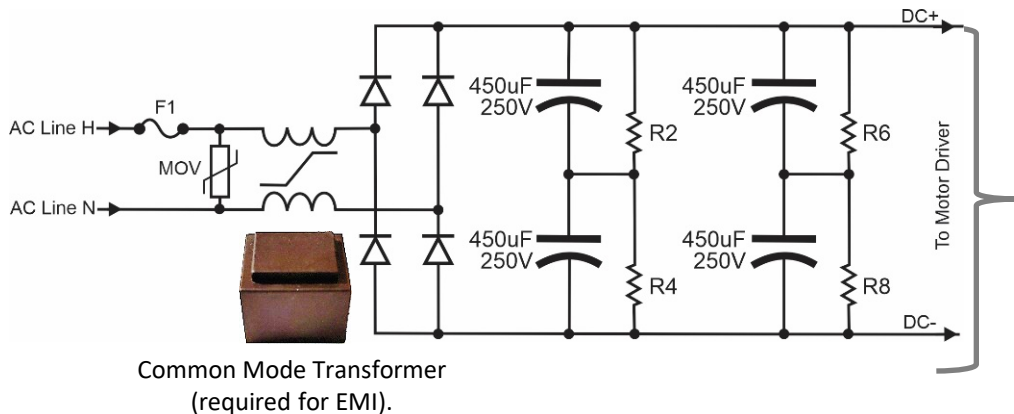 DC+
450uF
250V
450uF
250V
F1
AC Line H
R2
R6
MOV
To Motor Driver
AC Line N
450uF
250V
450uF
250V
R4
R8
DC-
Common Mode Transformer
(required for EMI).